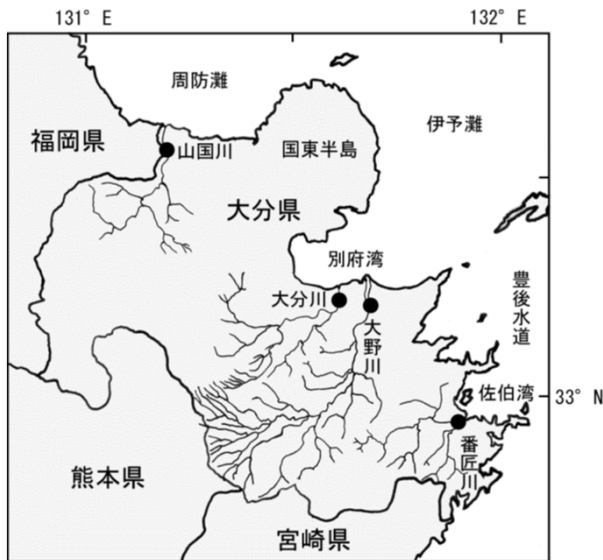 131° E
132° E
周防灘
伊予灘
福岡県
山国川
国東半島
大分県
別府湾
大分川
大野川
豊後水道
佐伯湾
33° N
番匠川
熊本県
宮崎県